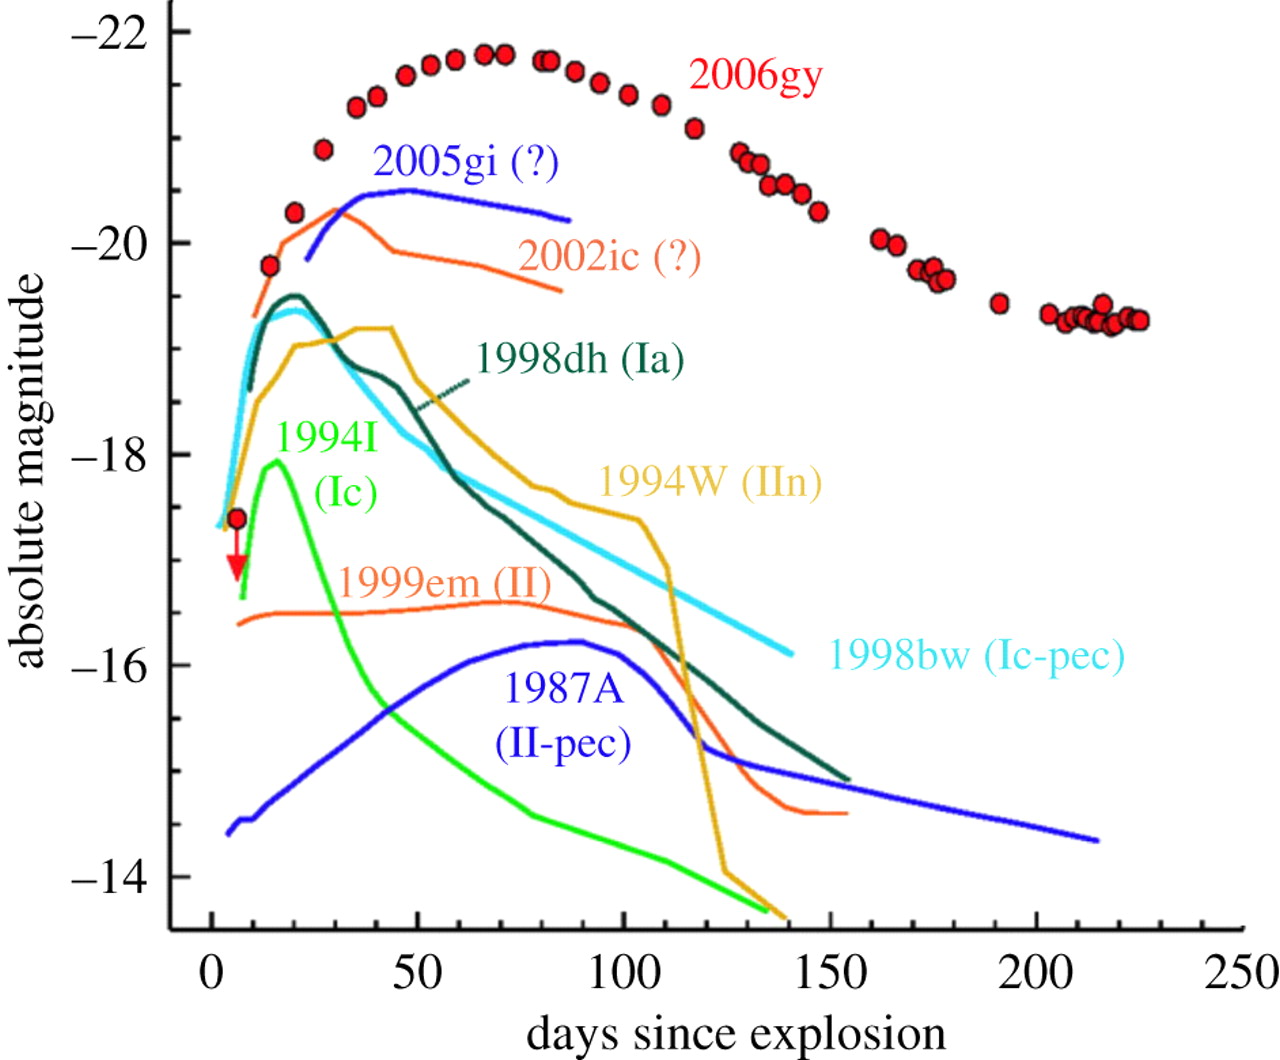 –22
2006gy
2005gi (?)
–20
2002ic (?)
1998dh (Ia)
1994I
(Ic)
–18
1994W (IIn)
absolute magnitude
1999em (II)
1998bw (Ic-pec)
–16
1987A
(II-pec)
–14
0 50 100 150 200 250
days since explosion